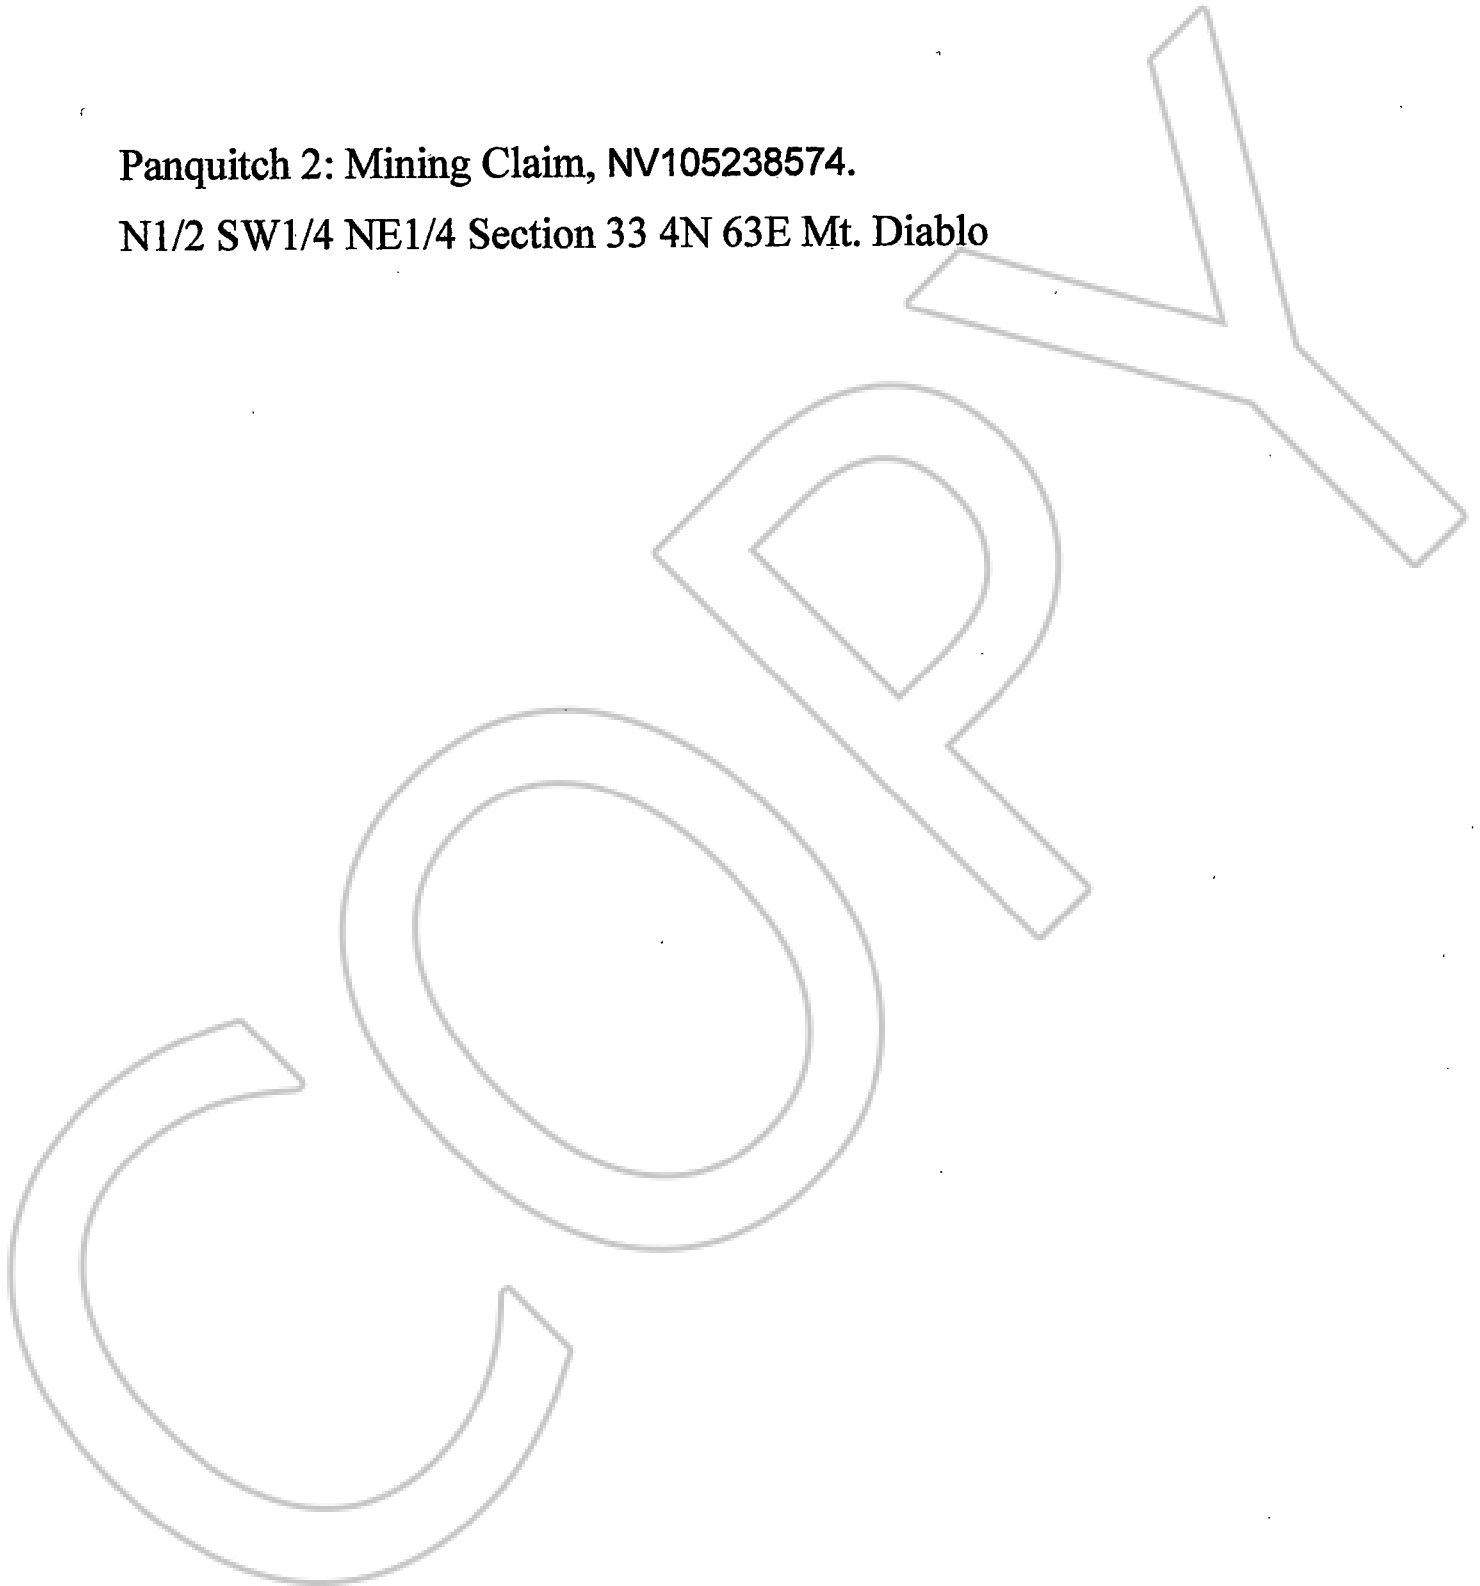 Panquitch 2: Mining Claim, NV105238574.
N1/2 SW1/4 NE1/4 Section 33 4N 63E Mt. Diablo
COPY